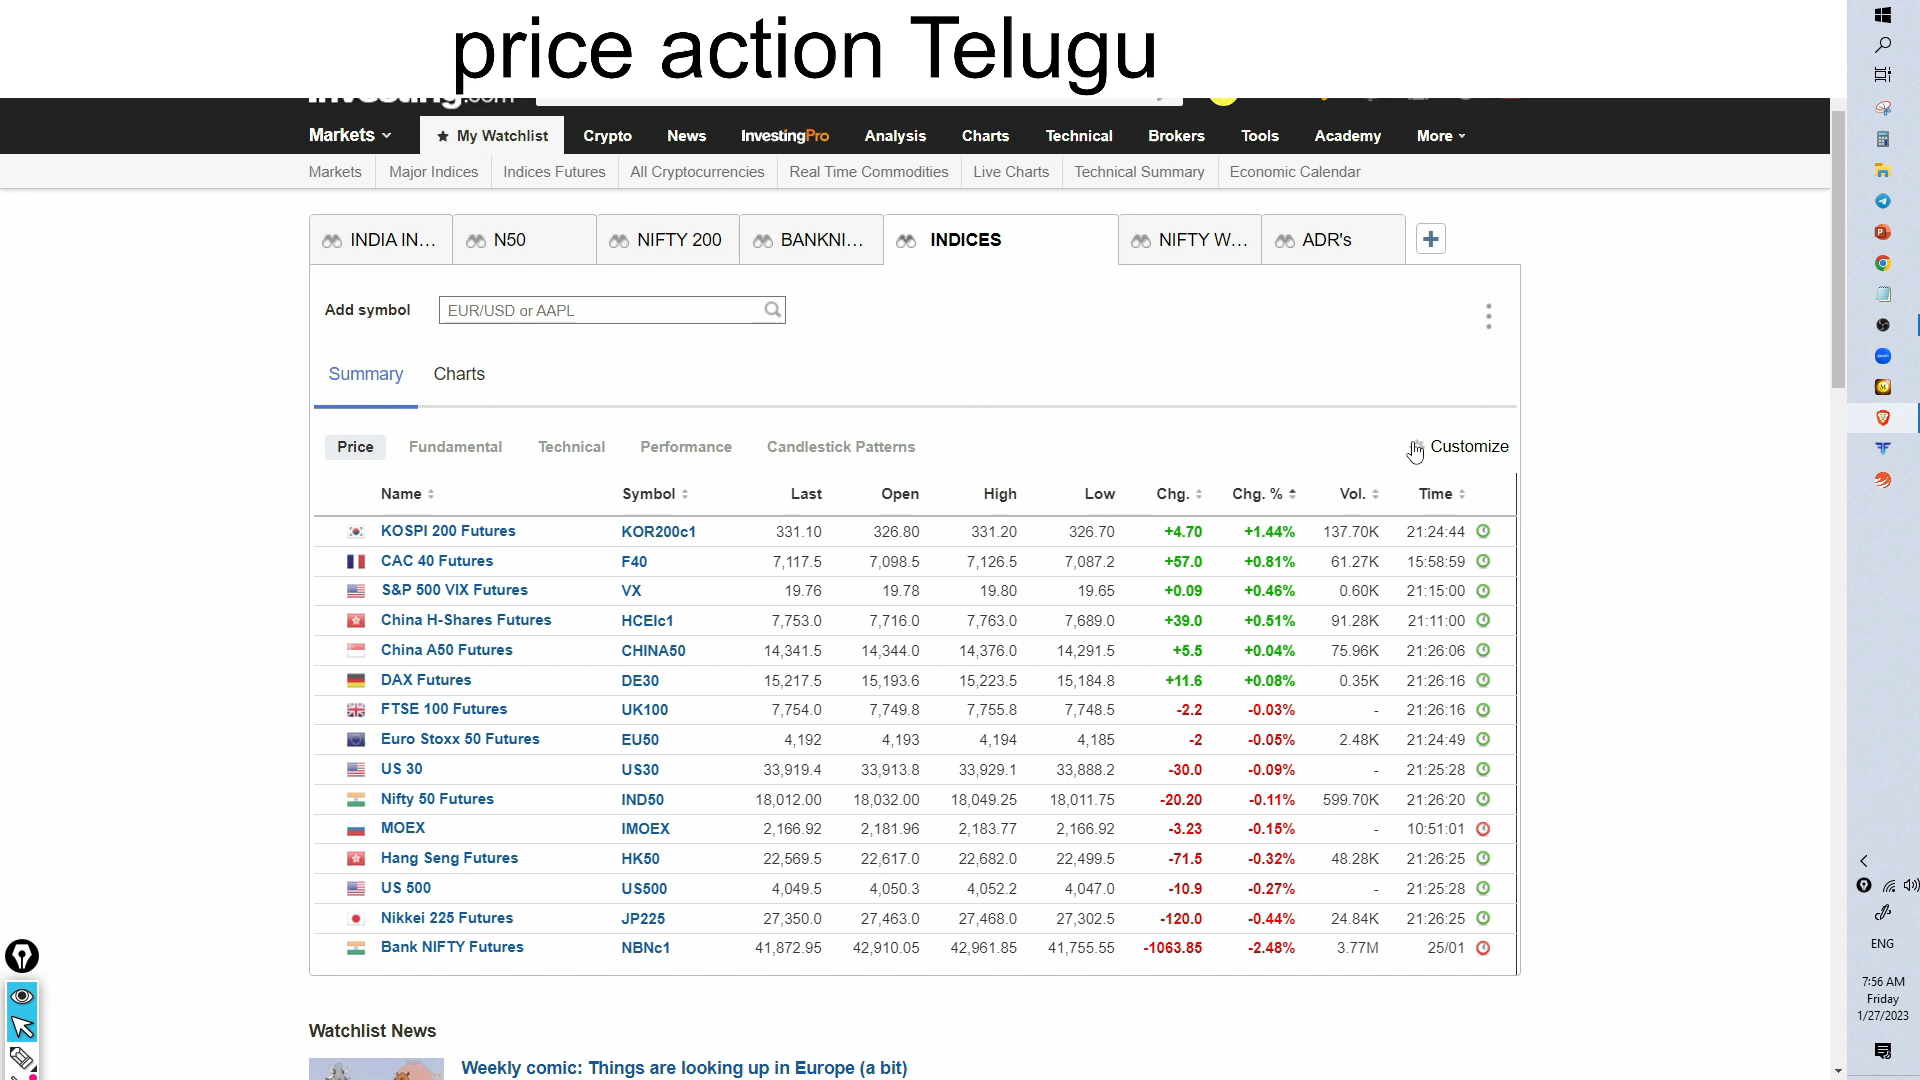 price action Telugu
Investing.com
Markets My Watchlist Crypto News InvestingPro Analysis Charts Technical Brokers Tools Academy More
Markets Major Indices Indices Futures All Cryptocurrencies Real Time Commodities Live Charts Technical Summary Economic Calendar
INDIA IN... N50 NIFTY 200 BANKNI... INDICES NIFTY W... ADR's
Add symbol EUR/USD or AAPL
Summary Charts
Price Fundamental Technical Performance Candlestick Patterns Customize
Name Symbol Last Open High Low Chg. Chg. % Vol. Time
KOSPI 200 Futures KOR200c1 331.10 326.80 331.20 326.70 +4.70 +1.44% 137.70K 21:24:44
CAC 40 Futures F40 7,117.5 7,098.5 7,126.5 7,087.2 +57.0 +0.81% 61.27K 15:58:59
S&P 500 VIX Futures VX 19.76 19.78 19.80 19.65 +0.09 +0.46% 0.60K 21:15:00
China H-Shares Futures HCEIc1 7,753.0 7,716.0 7,763.0 7,689.0 +39.0 +0.51% 91.28K 21:11:00
China A50 Futures CHINA50 14,341.5 14,344.0 14,376.0 14,291.5 +5.5 +0.04% 75.96K 21:26:06
DAX Futures DE30 15,217.5 15,193.6 15,223.5 15,184.8 +11.6 +0.08% 0.35K 21:26:16
FTSE 100 Futures UK100 7,754.0 7,749.8 7,755.8 7,748.5 -2.2 -0.03% - 21:26:16
Euro Stoxx 50 Futures EU50 4,192 4,193 4,194 4,185 -2 -0.05% 2.48K 21:24:49
US 30 US30 33,919.4 33,913.8 33,929.1 33,888.2 -30.0 -0.09% - 21:25:28
Nifty 50 Futures IND50 18,012.00 18,032.00 18,049.25 18,011.75 -20.20 -0.11% 599.70K 21:26:20
MOEX IMOEX 2,166.92 2,181.96 2,183.77 2,166.92 -3.23 -0.15% - 10:51:01
Hang Seng Futures HK50 22,569.5 22,617.0 22,682.0 22,499.5 -71.5 -0.32% 48.28K 21:26:25
US 500 US500 4,049.5 4,050.3 4,052.2 4,047.0 -10.9 -0.27% - 21:25:28
Nikkei 225 Futures JP225 27,350.0 27,463.0 27,468.0 27,302.5 -120.0 -0.44% 24.84K 21:26:25
Bank NIFTY Futures NBNc1 41,872.95 42,910.05 42,961.85 41,755.55 -1063.85 -2.48% 3.77M 25/01
Watchlist News
Weekly comic: Things are looking up in Europe (a bit)
ENG
7:56 AM
Friday
1/27/2023